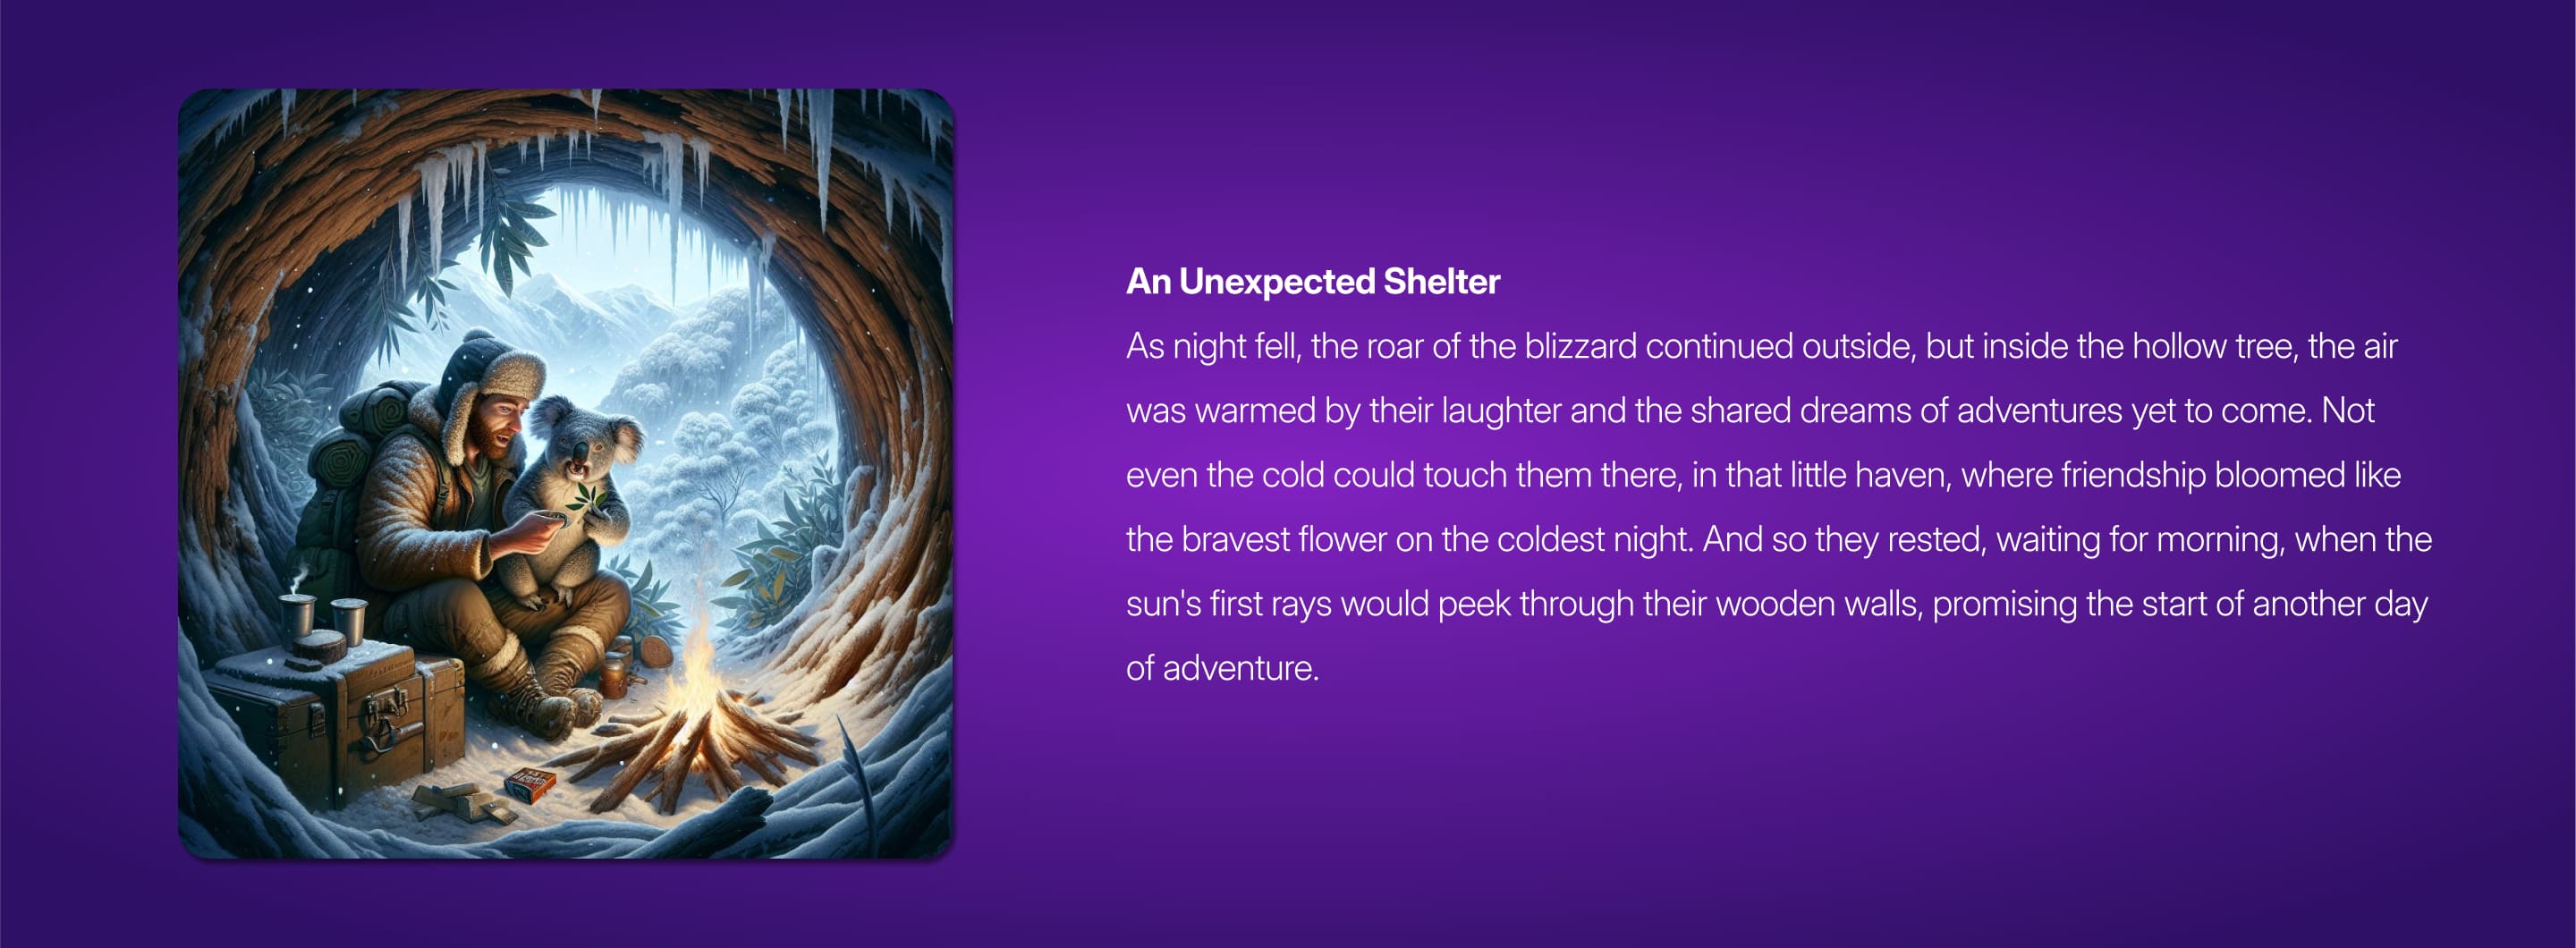 An Unexpected Shelter
As night fell, the roar of the blizzard continued outside, but inside the hollow tree, the air
was warmed by their laughter and the shared dreams of adventures yet to come. Not
even the cold could touch them there, in that little haven, where friendship bloomed like
the bravest flower on the coldest night. And so they rested, waiting for morning, when the
sun's first rays would peek through their wooden walls, promising the start of another day
of adventure.